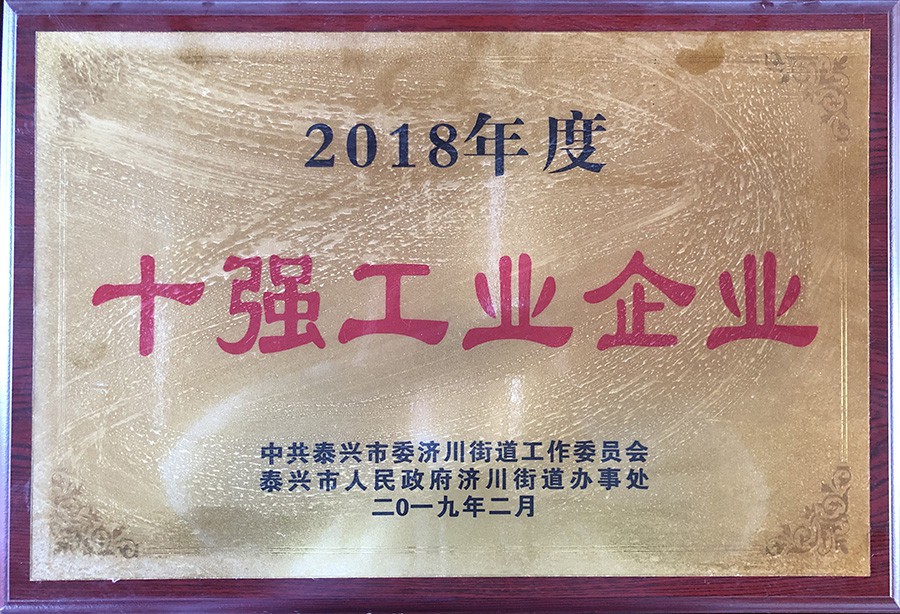 2018年度
十强工业企业
中共泰兴市委济川街道工作委员会
泰兴市人民政府济川街道办事处
二0一九年二月